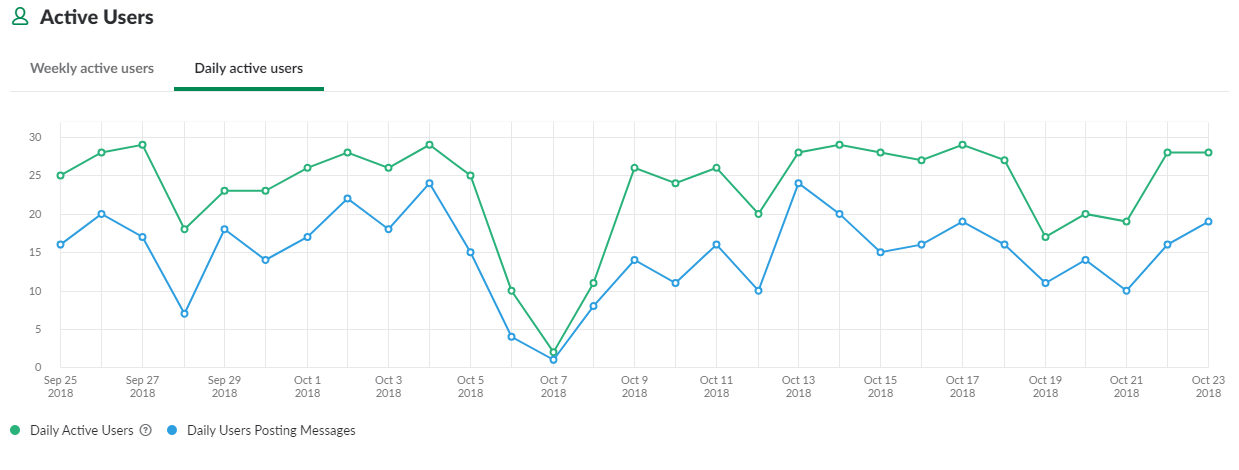 Active Users
Weekly active users Daily active users
30
25
20
15
10
5
0
Sep 25 Sep 27 Sep 29 Oct 1 Oct 3 Oct 5 Oct 7 Oct 9 Oct 11 Oct 13 Oct 15 Oct 17 Oct 19 Oct 21 Oct 23
2018 2018 2018 2018 2018 2018 2018 2018 2018 2018 2018 2018 2018 2018 2018
Daily Active Users ? Daily Users Posting Messages